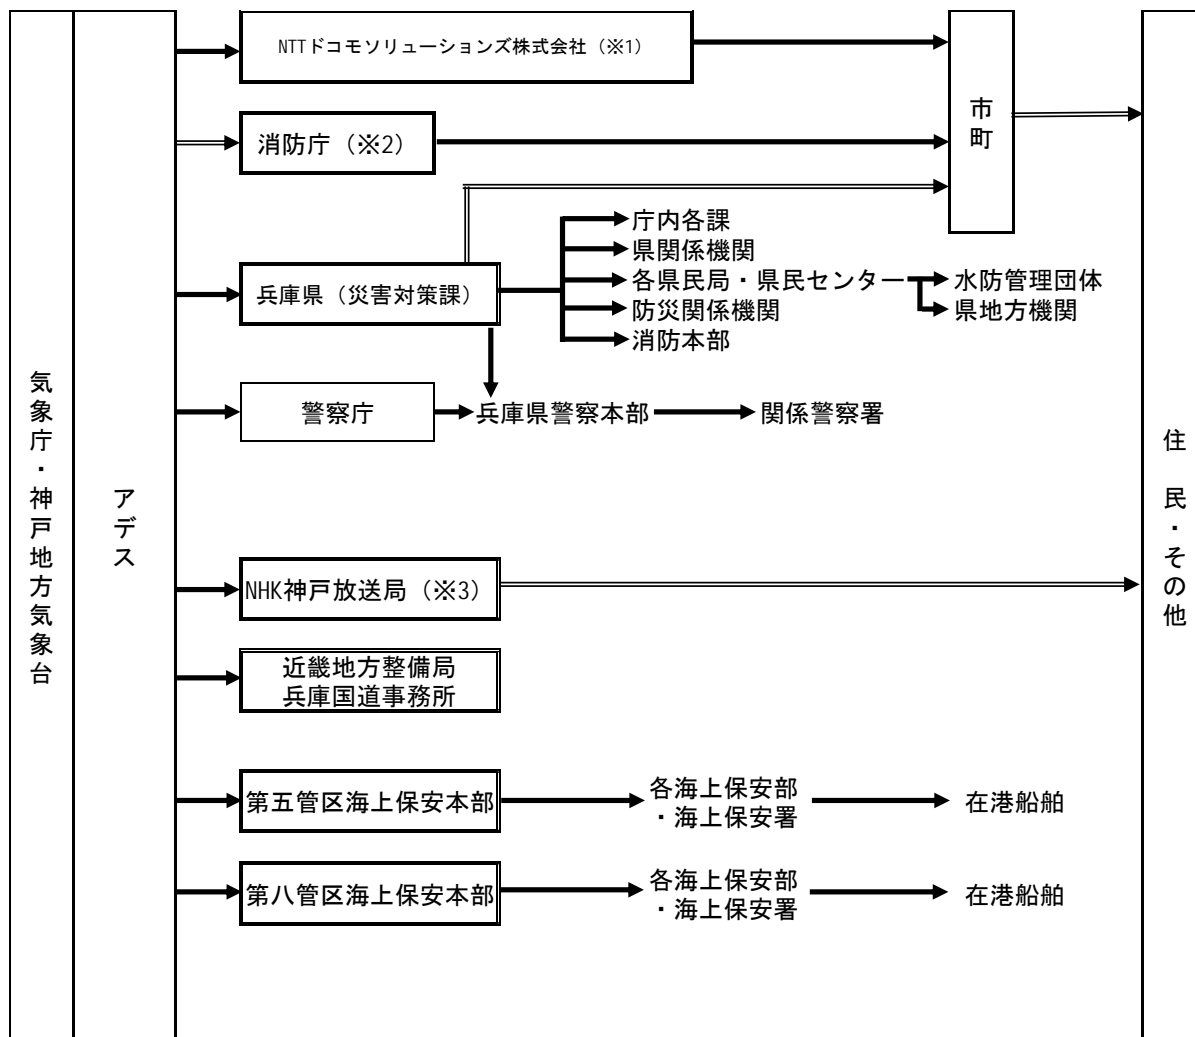 気象庁・神戸地方気象台
アデス
NTTドコモソリューションズ株式会社（※1）
消防庁（※2）
市町
庁内各課
県関係機関
兵庫県（災害対策課）
各県民局・県民センター
水防管理団体
防災関係機関
県地方機関
消防本部
警察庁
兵庫県警察本部
関係警察署
NHK神戸放送局（※3）
近畿地方整備局
兵庫国道事務所
第五管区海上保安本部
各海上保安部
・海上保安署
在港船舶
第八管区海上保安本部
各海上保安部
・海上保安署
在港船舶
住　民・その他